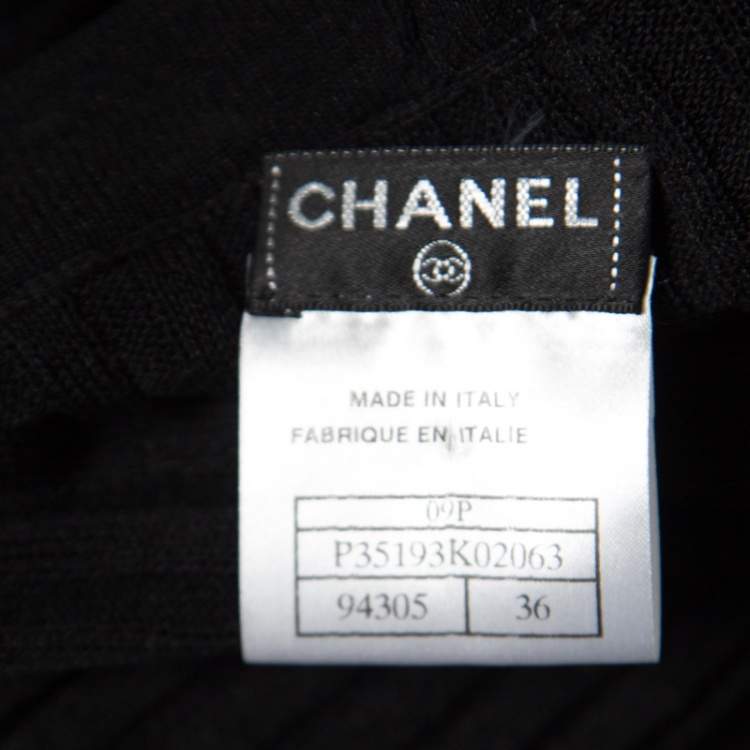 CHANEL
MADE IN ITALY
FABRIQUE EN ITALIE
09P
P35193K02063
94305 36